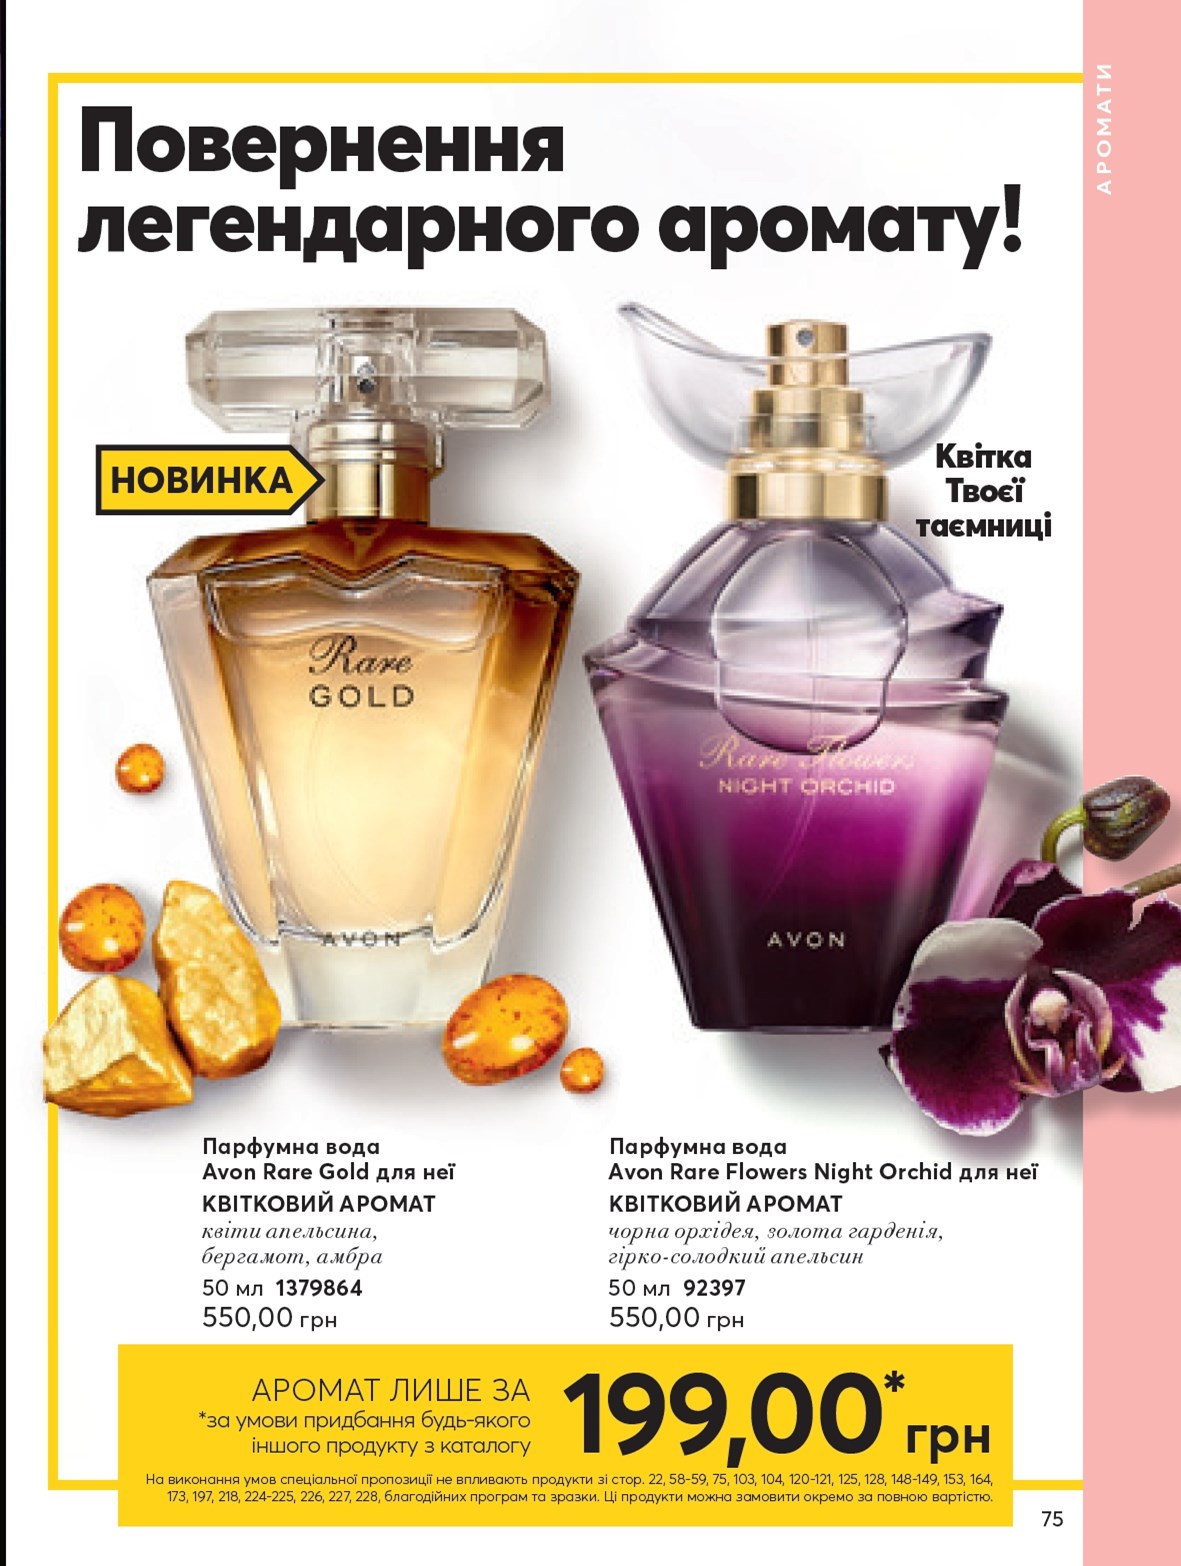 АРОМАТИ
Повернення
легендарного аромату!
НОВИНКА
Квітка
Твоєї
таємниці
Rare
GOLD
AVON
Rare Flowers
NIGHT ORCHID
AVON
Парфумна вода
Avon Rare Gold для неї
КВІТКОВИЙ АРОМАТ
квіти апельсина,
бергамот, амбра
50 мл 1379864
550,00 грн
Парфумна вода
Avon Rare Flowers Night Orchid для неї
КВІТКОВИЙ АРОМАТ
чорна орхідея, золота гарденія,
гірко-солодкий апельсин
50 мл 92397
550,00 грн
АРОМАТ ЛИШЕ ЗА
*за умови придбання будь-якого
іншого продукту з каталогу
199,00* грн
На виконання умов спеціальної пропозиції не впливають продукти зі стор. 22, 58-59, 75, 103, 104, 120-121, 125, 128, 148-149, 153, 164,
173, 197, 218, 224-225, 226, 227, 228, благодійних програм та зразки. Ці продукти можна замовити окремо за повною вартістю.
75